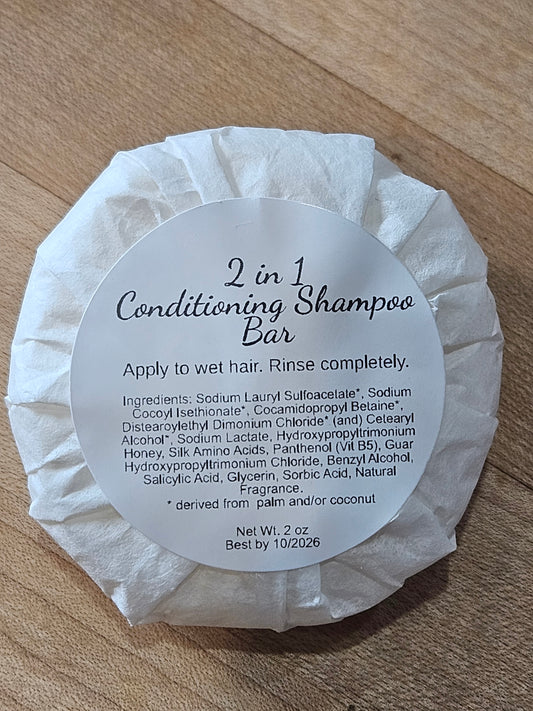 2 in 1
Conditioning Shampoo
Bar
Apply to wet hair. Rinse completely.
Ingredients: Sodium Lauryl Sulfoacetate*, Sodium
Cocoyl Isethionate*, Cocamidopropyl Betaine*,
Distearoylethyl Dimonium Chloride* (and) Cetearyl
Alcohol*, Sodium Lactate, Hydroxypropyltrimonium
Honey, Silk Amino Acids, Panthenol (Vit B5), Guar
Hydroxypropyltrimonium Chloride, Benzyl Alcohol,
Salicylic Acid, Glycerin, Sorbic Acid, Natural
Fragrance.
* derived from palm and/or coconut
Net Wt. 2 oz
Best by 10/2026